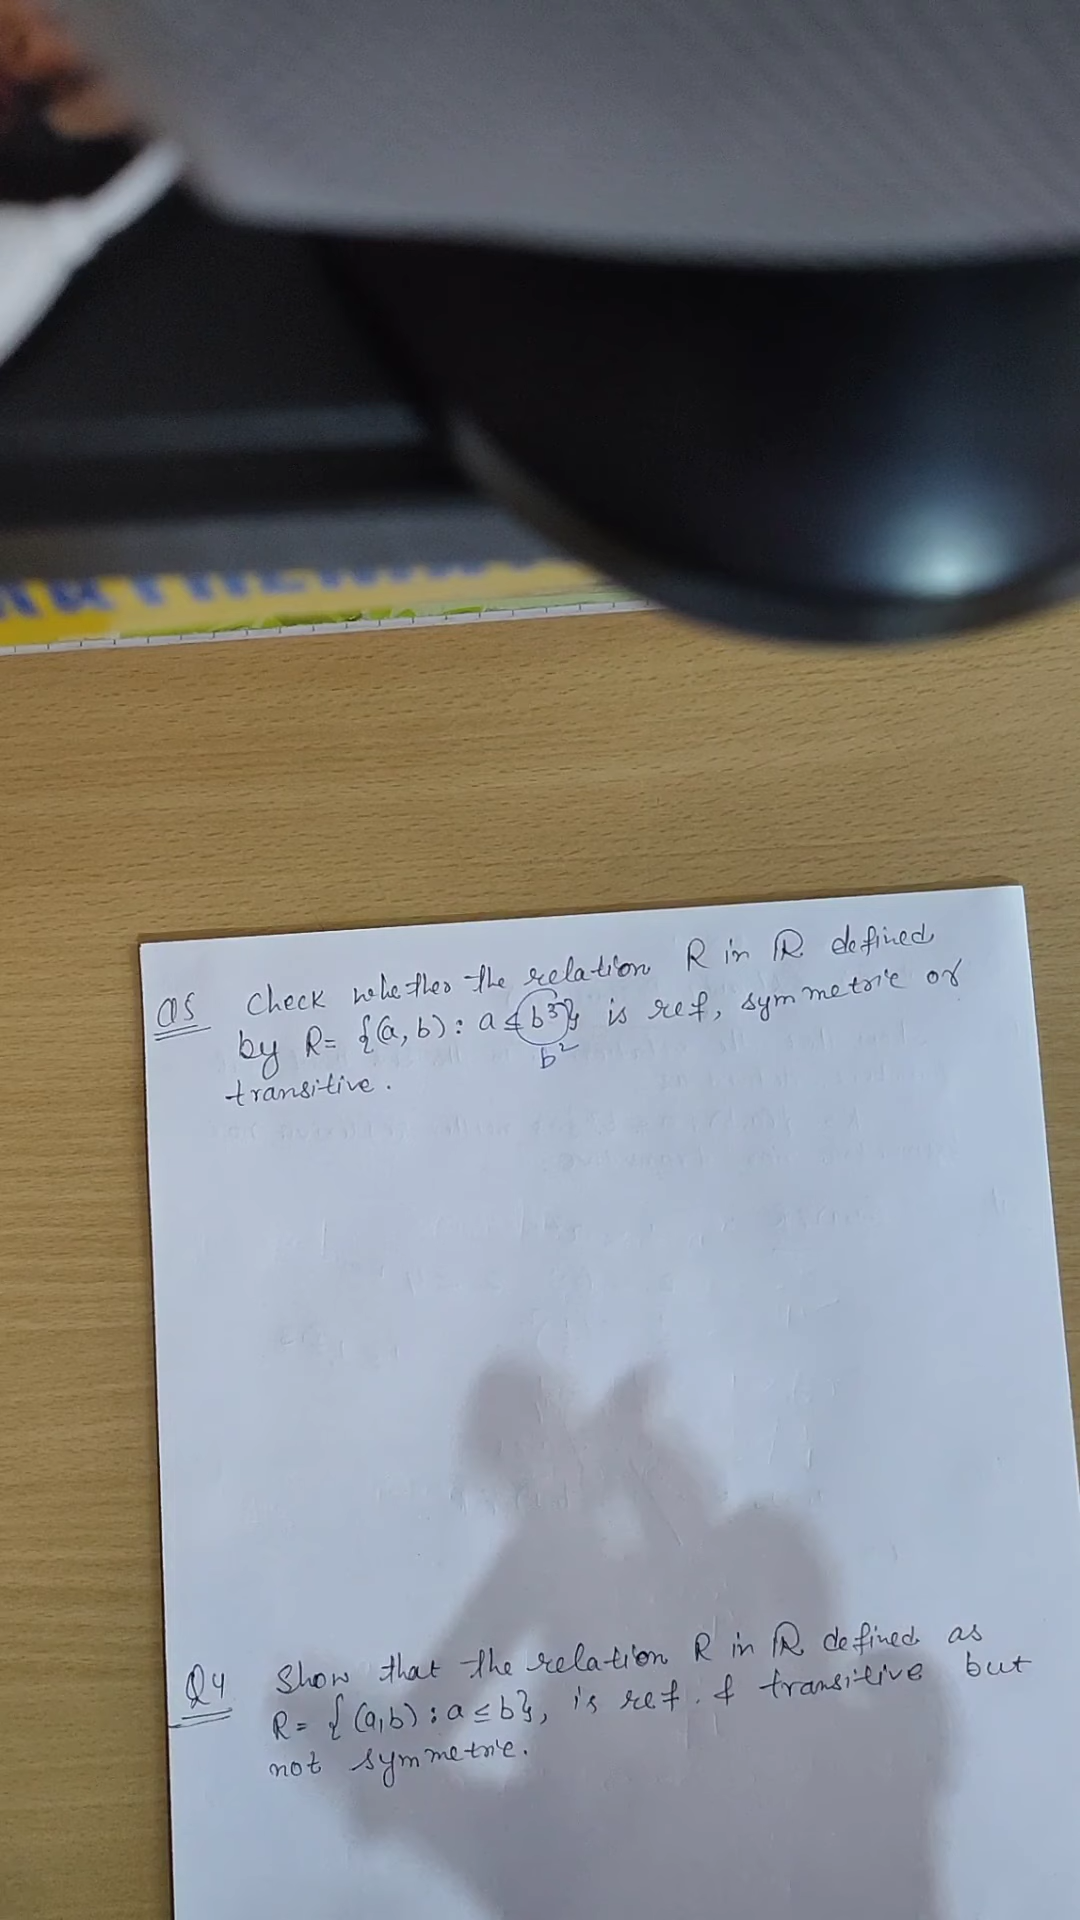 Q5 Check whether the relation R in ℝ defined
by R= {(a,b): a ≤ b³} is ref, symmetric or
b²
transitive.
Q4 Show that the relation R in ℝ defined as
R= {(a,b): a ≤ b}, is ref. & transitive but
not symmetric.